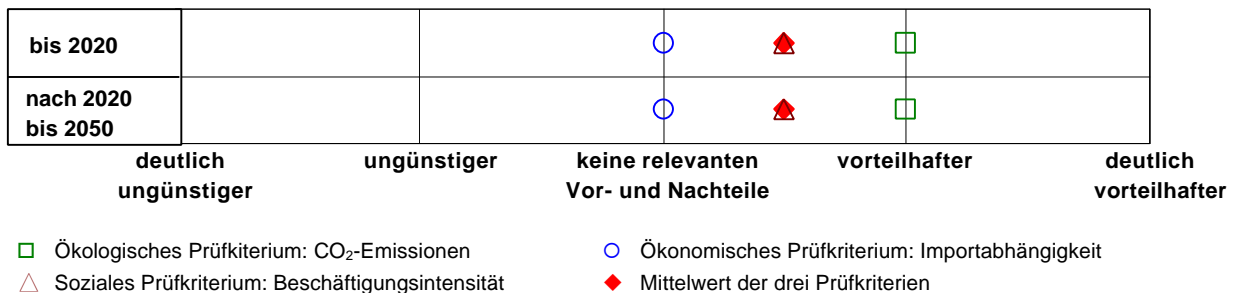 bis 2020
nach 2020
bis 2050
deutlich ungünstiger keine relevanten vorteilhafter deutlich
ungünstiger Vor- und Nachteile vorteilhafter
Ökologisches Prüfkiterium: CO₂-Emissionen Ökonomisches Prüfkriterium: Importabhängigkeit
Soziales Prüfkriterium: Beschäftigungsintensität Mittelwert der drei Prüfkriterien